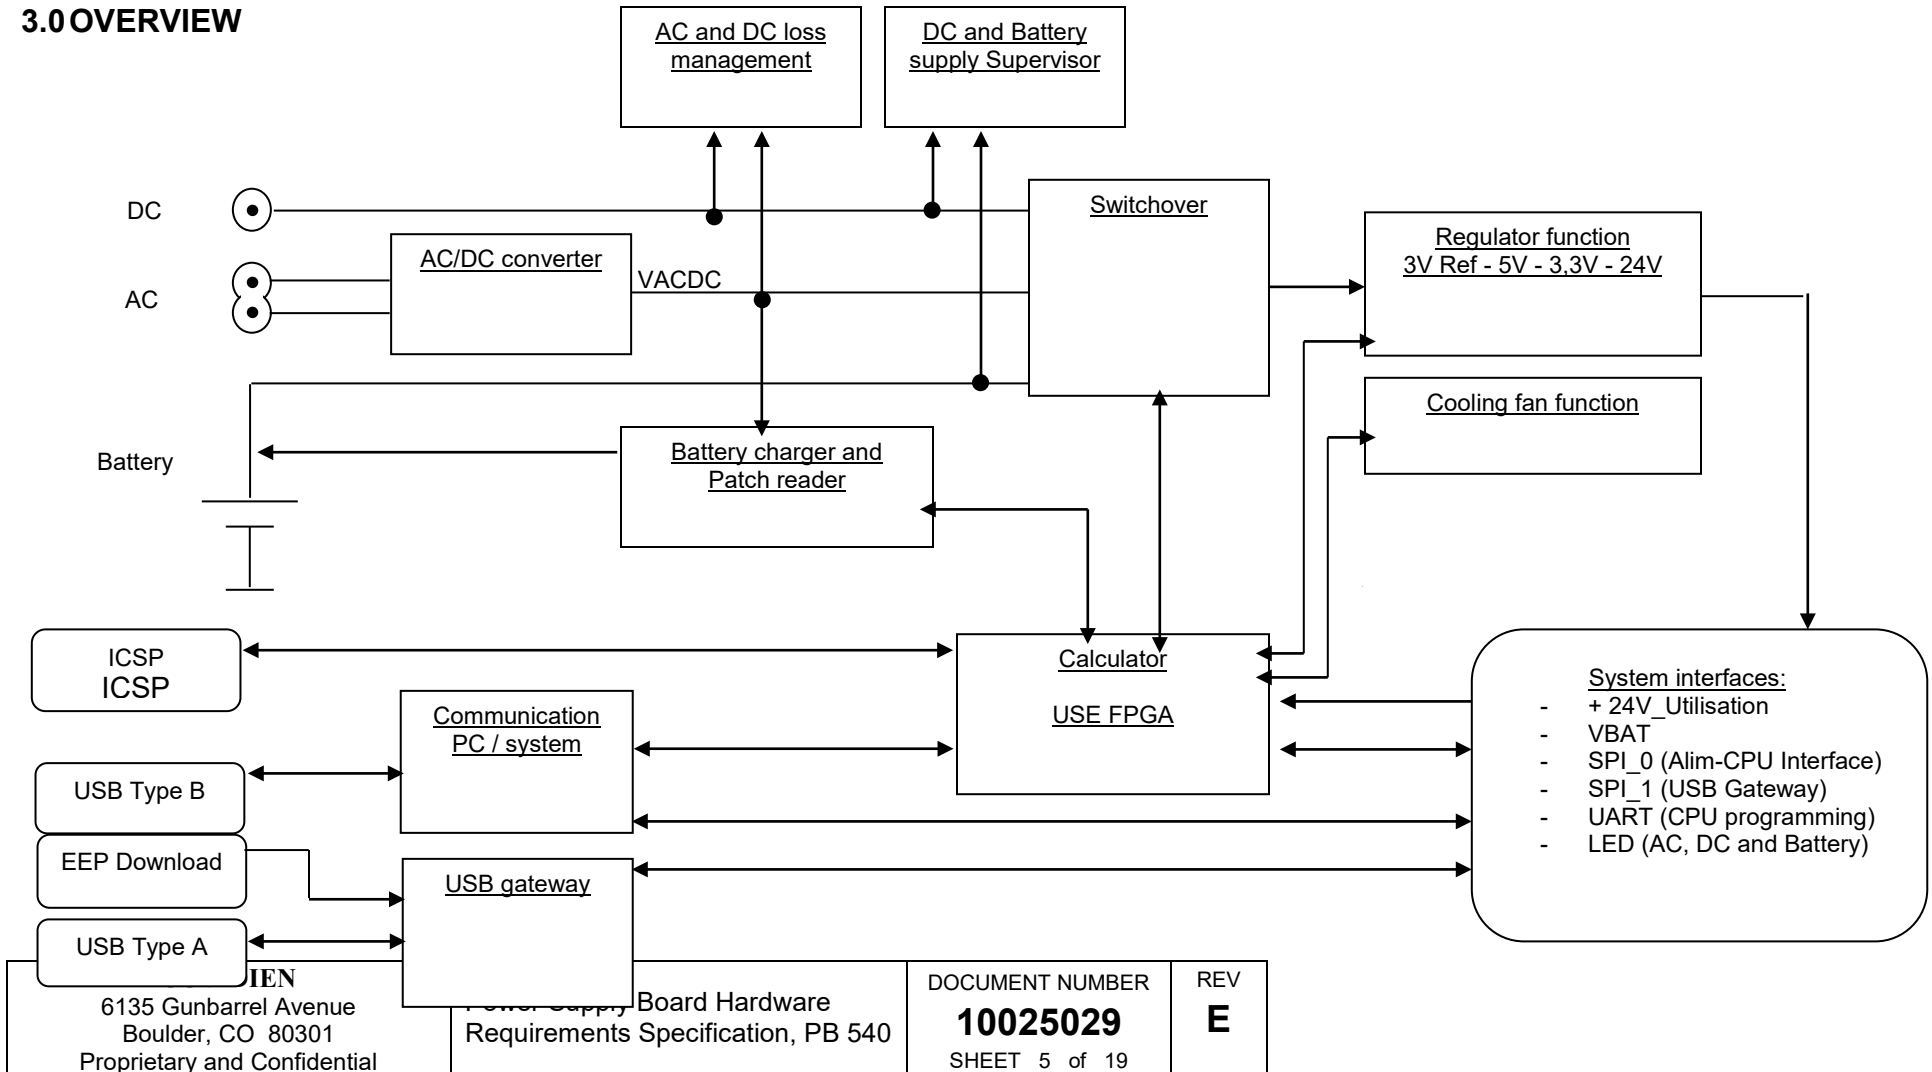 3.0 OVERVIEW
AC and DC loss
management
DC and Battery
supply Supervisor
DC
Switchover
Regulator function
3V Ref - 5V - 3,3V - 24V
AC/DC converter
VACDC
AC
Cooling fan function
Battery
Battery charger and
Patch reader
ICSP
ICSP
Calculator
USE FPGA
Communication
PC / system
System interfaces:
- + 24V_Utilisation
- VBAT
- SPI_0 (Alim-CPU Interface)
- SPI_1 (USB Gateway)
- UART (CPU programming)
- LED (AC, DC and Battery)
USB Type B
EEP Download
USB gateway
USB Type A
6135 Gunbarrel Avenue
Boulder, CO 80301
Proprietary and Confidential
Power Supply Board Hardware
Requirements Specification, PB 540
DOCUMENT NUMBER
10025029
SHEET 5 of 19
REV
E